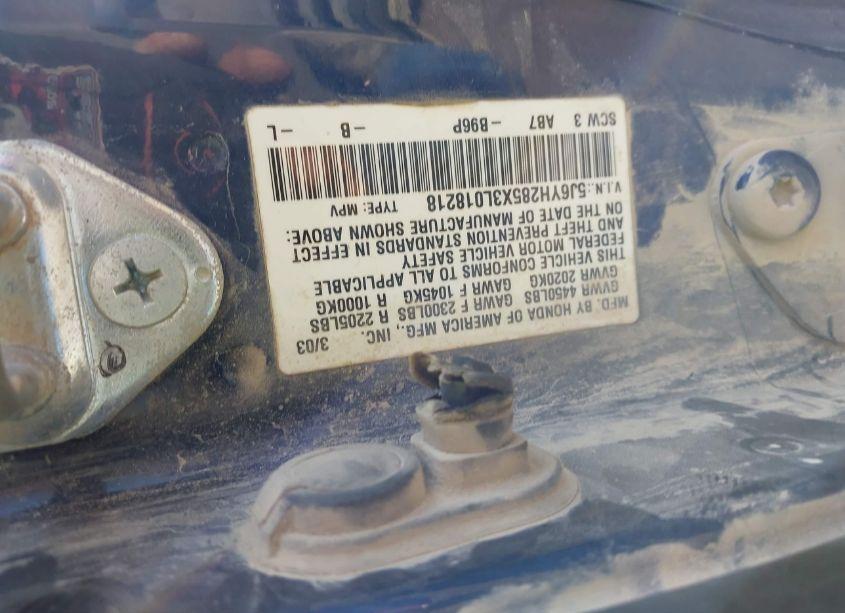 MFD. BY HONDA OF AMERICA MFG., INC. 3/03
GVWR 4450LBS GAWR F 2300LBS R 2205LBS
GVWR 2020KG GAWR F 1045KG R 1000KG
THIS VEHICLE CONFORMS TO ALL APPLICABLE
FEDERAL MOTOR VEHICLE SAFETY
AND THEFT PREVENTION STANDARDS IN EFFECT
ON THE DATE OF MANUFACTURE SHOWN ABOVE:
V.I.N.:5J6YH285X3L018218 TYPE: MPV
SCW 3 AB7 -B96P -B -L